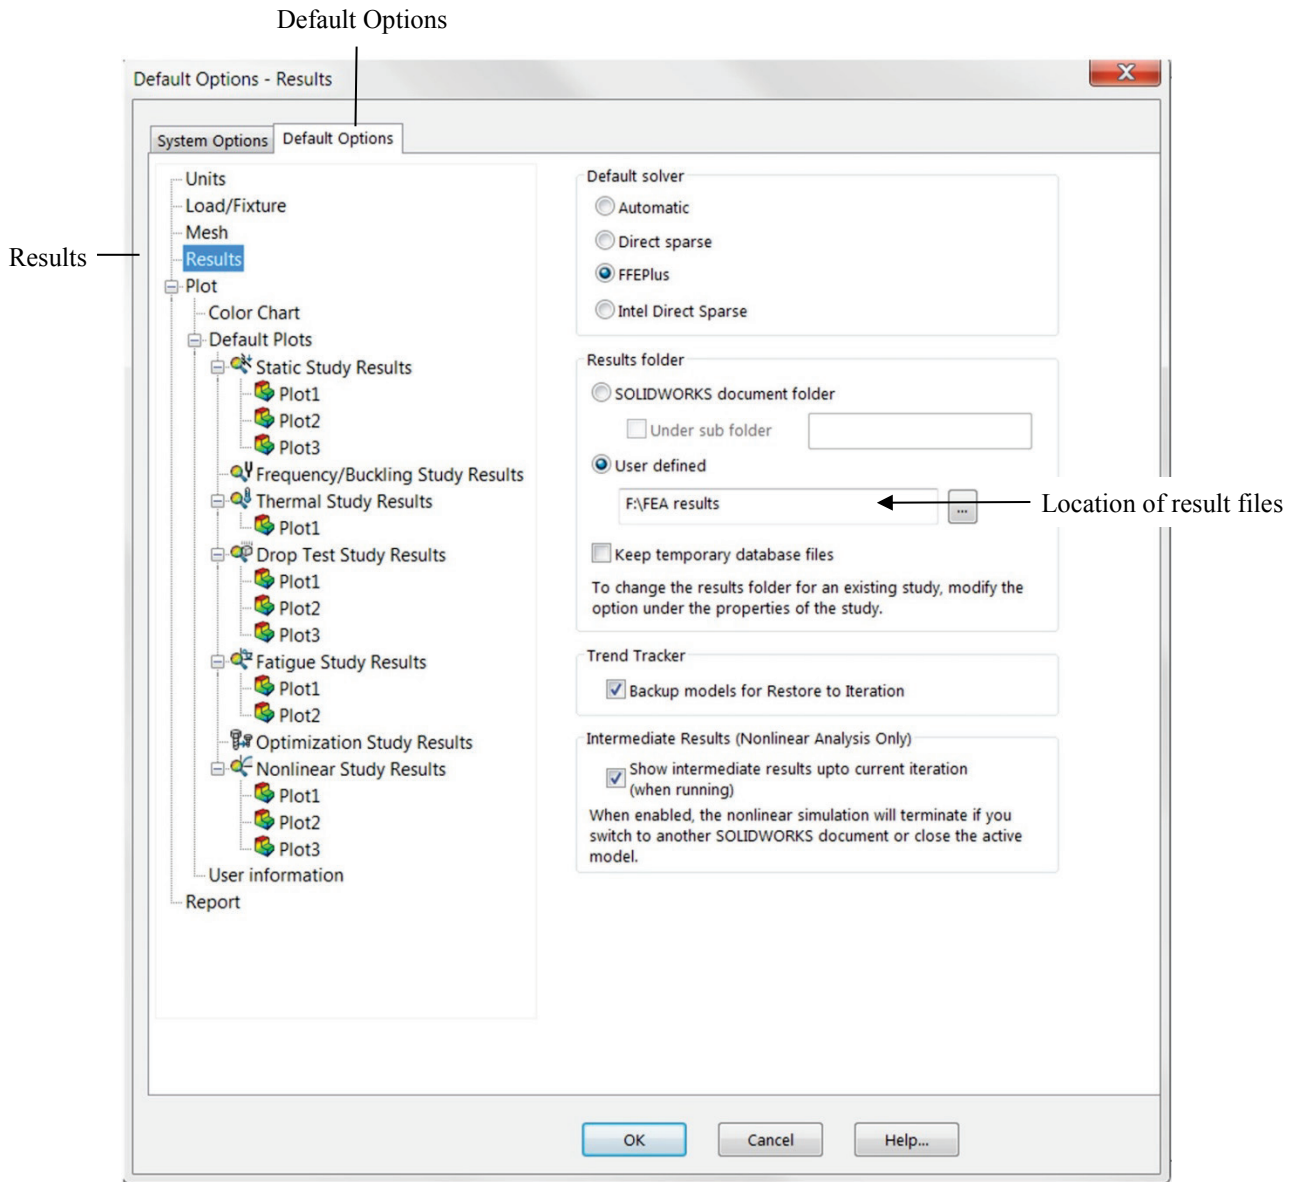 Default Options
Default Options - Results
X
System Options
Default Options
Results
Units
Load/Fixture
Mesh
Results
Plot
Color Chart
Default Plots
Static Study Results
Plot1
Plot2
Plot3
Frequency/Buckling Study Results
Thermal Study Results
Plot1
Drop Test Study Results
Plot1
Plot2
Plot3
Fatigue Study Results
Plot1
Plot2
Optimization Study Results
Nonlinear Study Results
Plot1
Plot2
Plot3
User information
Report
Default solver
Automatic
Direct sparse
FFEPlus
Intel Direct Sparse
Results folder
SOLIDWORKS document folder
Under sub folder
User defined
F:\FEA results
...
Location of result files
Keep temporary database files
To change the results folder for an existing study, modify the
option under the properties of the study.
Trend Tracker
Backup models for Restore to Iteration
Intermediate Results (Nonlinear Analysis Only)
Show intermediate results upto current iteration
(when running)
When enabled, the nonlinear simulation will terminate if you
switch to another SOLIDWORKS document or close the active
model.
OK
Cancel
Help...